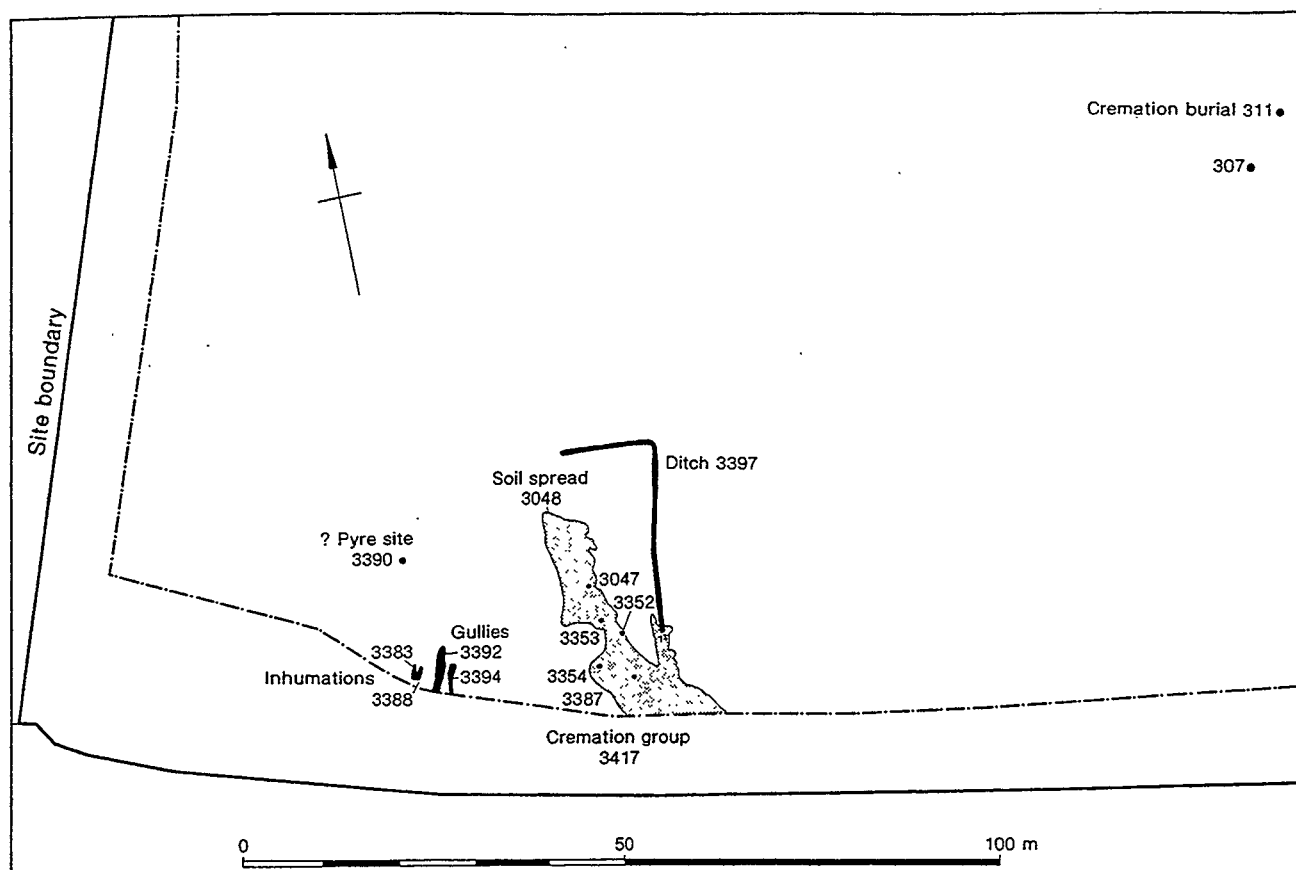 Cremation burial 311
307
Site boundary
Ditch 3397
Soil spread
3048
? Pyre site
3390
3047
3352
3353
Gullies
3383
3392
Inhumations
3394
3354
3388
3387
Cremation group
3417
0
50
100 m